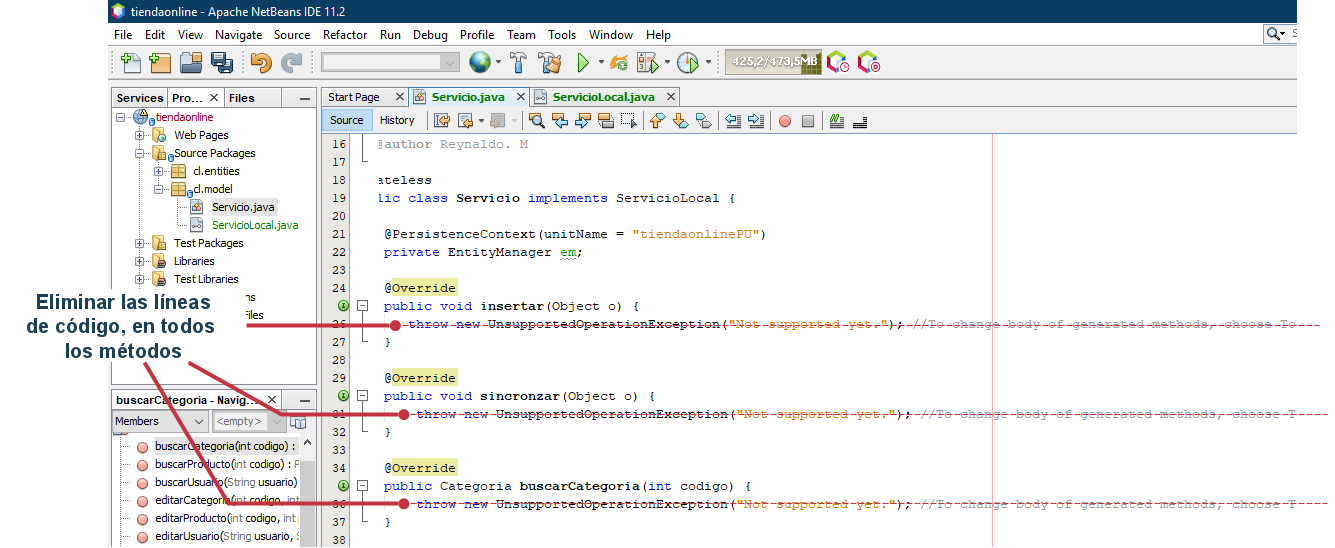 tiendaonline - Apache NetBeans IDE 11.2
File Edit View Navigate Source Refactor Run Debug Profile Team Tools Window Help
425,2/473,5MB
Services Pro... Files
Start Page Servicio.java ServicioLocal.java
Source History
tiendaonline
Web Pages
Source Packages
cl.entities
cl.model
Servicio.java
ServicioLocal.java
Test Packages
Libraries
Test Libraries
Eliminar las líneas
de código, en todos
los métodos
buscarCategoria - Navig...
Members <empty>
buscarCategoria(int codigo) :
buscarProducto(int codigo) : P
buscarUsuario(String usuario)
editarCategoria(int codigo, int
editarProducto(int codigo, int
editarUsuario(String usuario, S
16 @author Reynaldo. M
17
18 ateless
19 lic class Servicio implements ServicioLocal {
20
21 @PersistenceContext(unitName = "tiendaonlinePU")
22 private EntityManager em;
23
24 @Override
public void insertar(Object o) {
26 throw new UnsupportedOperationException("Not supported yet."); //To change body of generated methods, choose To
27 }
28
29 @Override
public void sincronzar(Object o) {
31 throw new UnsupportedOperationException("Not supported yet."); //To change body of generated methods, choose T
32 }
33
34 @Override
public Categoria buscarCategoria(int codigo) {
36 throw new UnsupportedOperationException("Not supported yet."); //To change body of generated methods, choose T
37 }
38